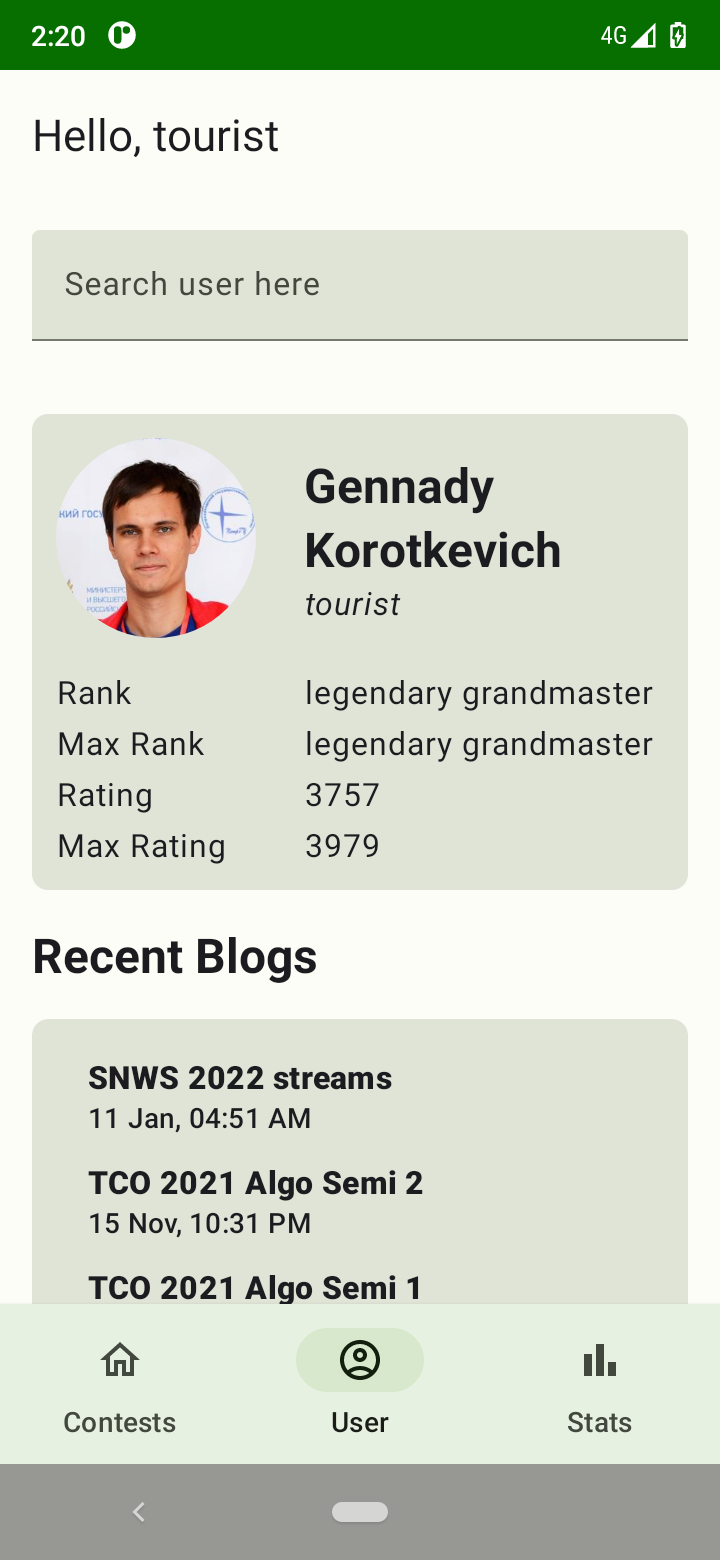 2:20
4G
Hello, tourist
Search user here
КИЙ ГОСУ
Gennady
Korotkevich
tourist
Rank legendary grandmaster
Max Rank legendary grandmaster
Rating 3757
Max Rating 3979
Recent Blogs
SNWS 2022 streams
11 Jan, 04:51 AM
TCO 2021 Algo Semi 2
15 Nov, 10:31 PM
TCO 2021 Algo Semi 1
Contests User Stats